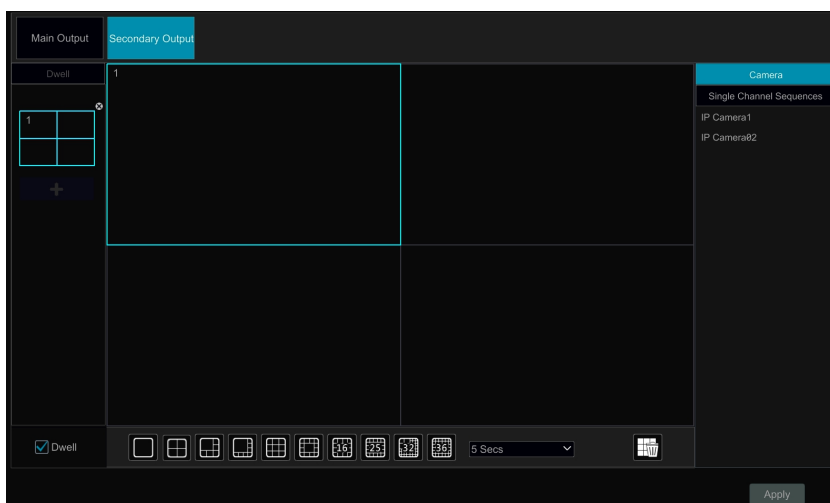 Main Output
Secondary Output
Dwell
1
1
Camera
Single Channel Sequences
IP Camera1
IP Camera02
Dwell
16
25
32
36
5 Secs
Apply